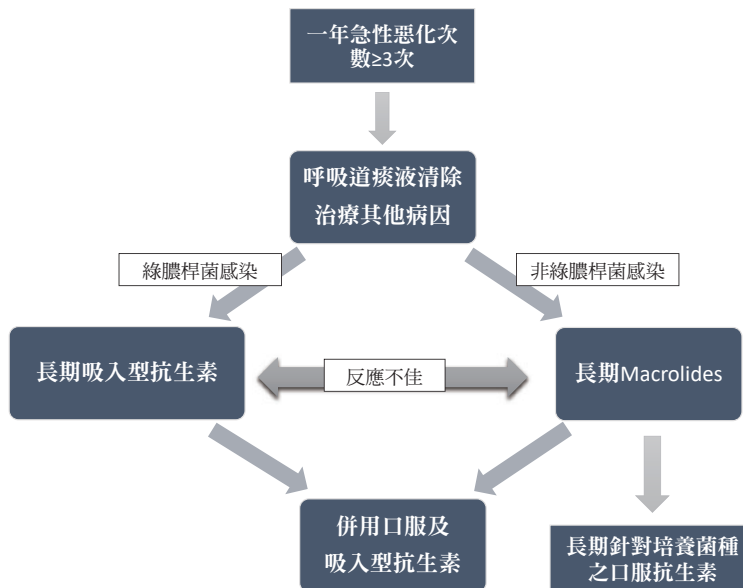 一年急性惡化次
數≥3次
呼吸道痰液清除
治療其他病因
綠膿桿菌感染
非綠膿桿菌感染
長期吸入型抗生素
反應不佳
長期Macrolides
併用口服及
吸入型抗生素
長期針對培養菌種
之口服抗生素